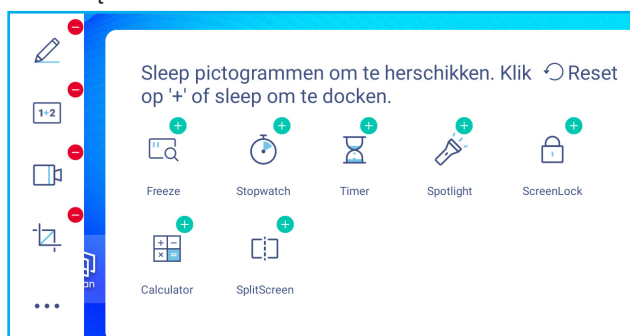 Sleep pictogrammen om te herschikken. Klik Reset
op '+' of sleep om te docken.
1+2
Freeze
Stopwatch
Timer
Spotlight
ScreenLock
an
Calculator
SplitScreen